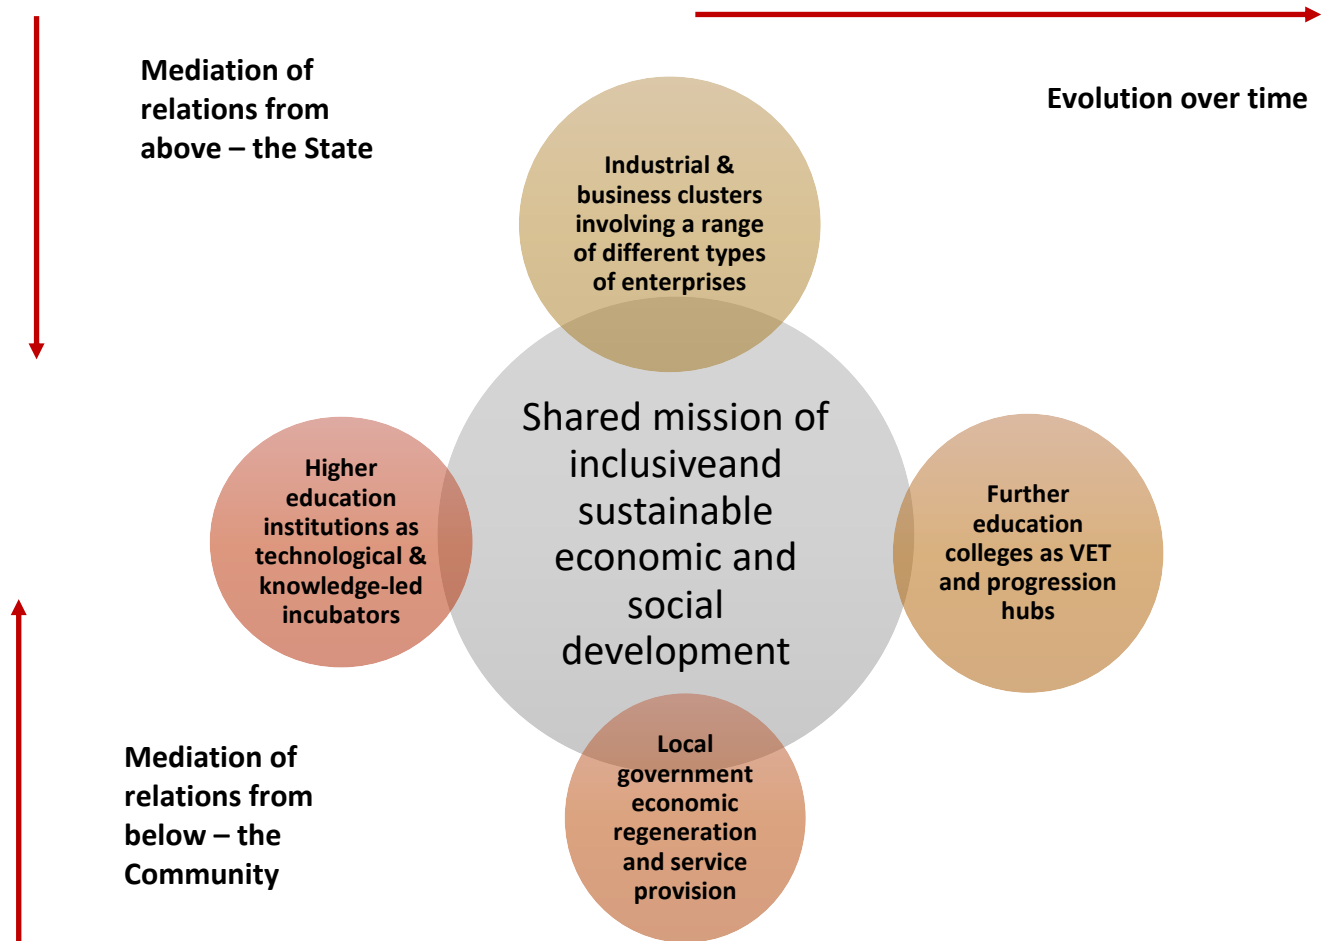 Mediation of
relations from
above – the State
Evolution over time
Industrial &
business clusters
involving a range
of different types
of enterprises
Shared mission of
inclusiveand
sustainable
economic and
social
development
Higher
education
institutions as
technological &
knowledge-led
incubators
Further
education
colleges as VET
and progression
hubs
Local
government
economic
regeneration
and service
provision
Mediation of
relations from
below – the
Community